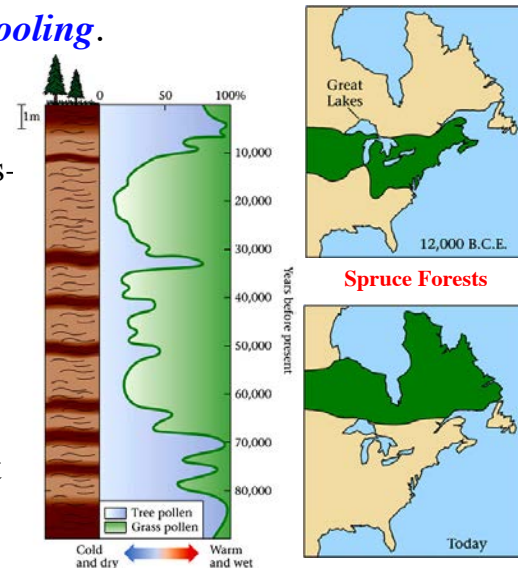 ooling.
0 50 100%
1m
s-
10,000
20,000
30,000
40,000
50,000
60,000
70,000
80,000
Years before present
Tree pollen
Grass pollen
Cold
and dry
Warm
and wet
Great
Lakes
12,000 B.C.E.
Spruce Forests
Today